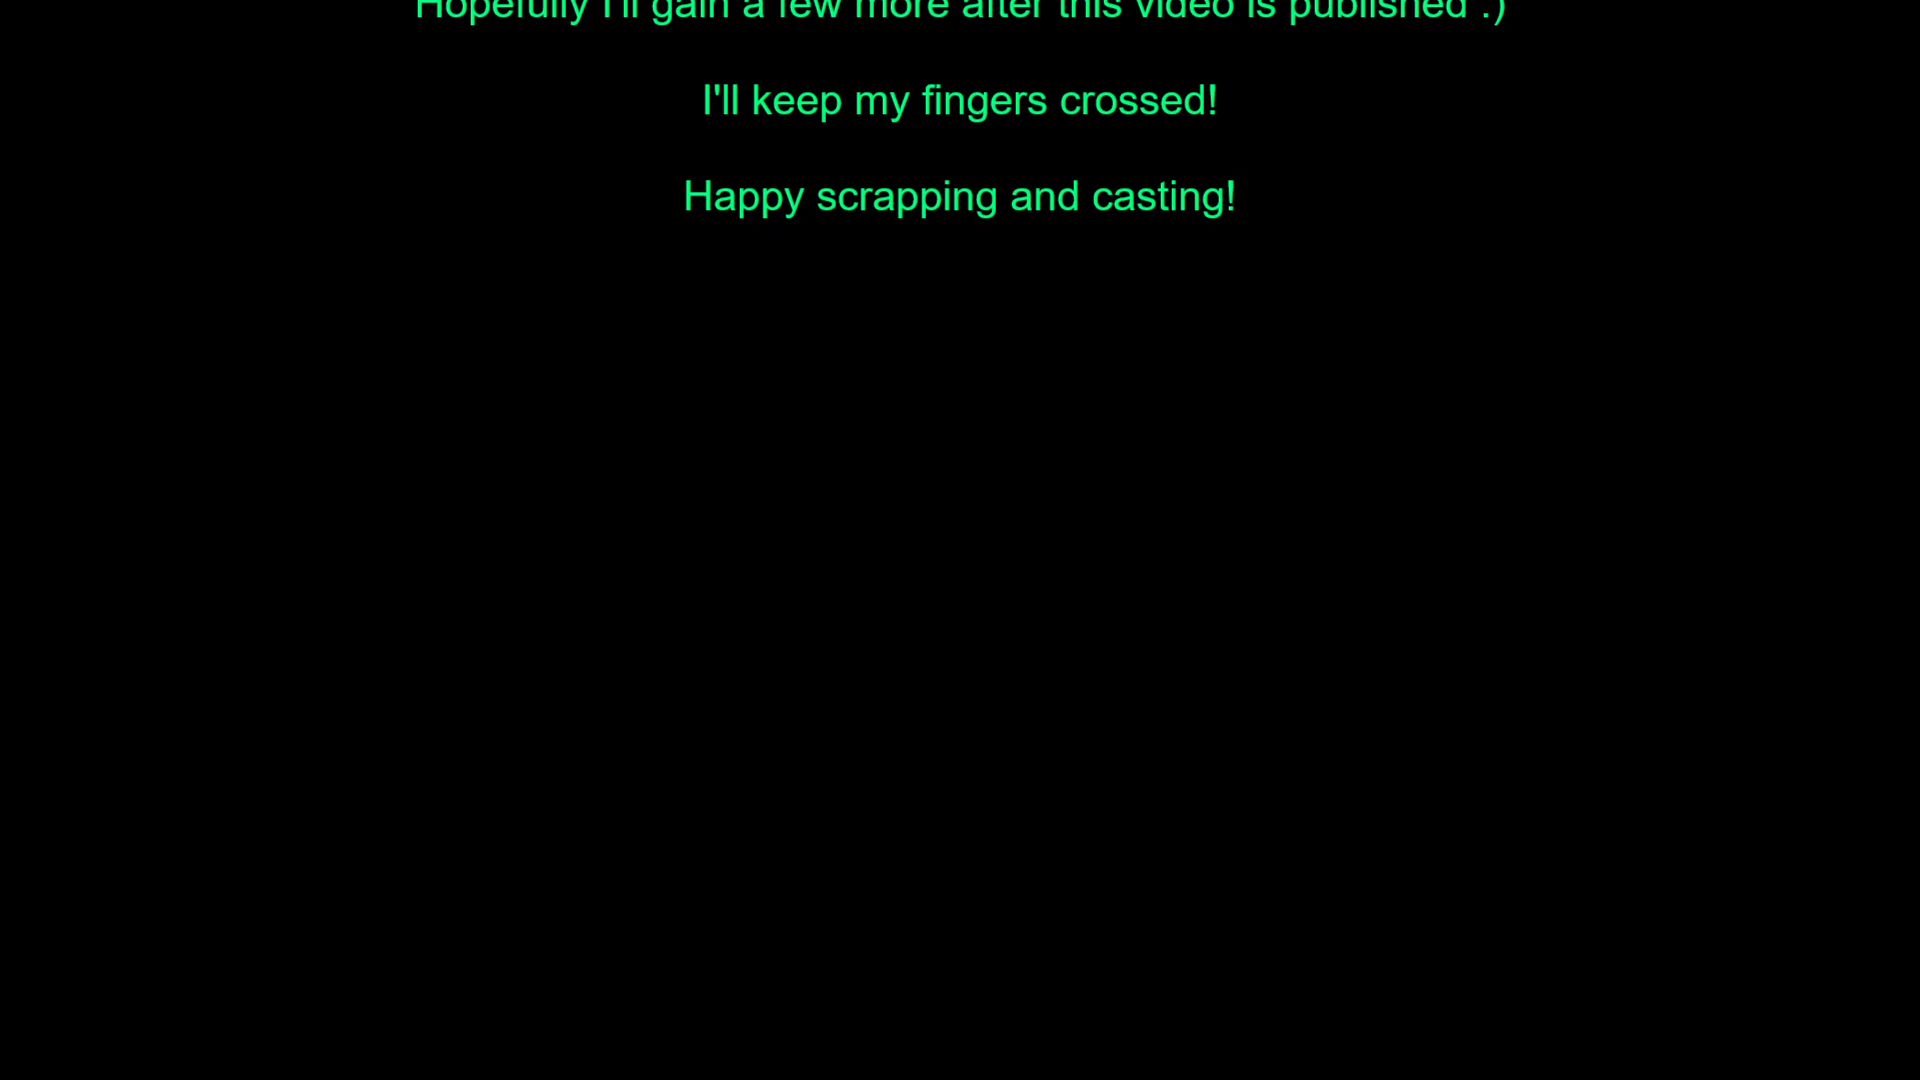 Hopefully I'll gain a few more after this video is published :)
I'll keep my fingers crossed!
Happy scrapping and casting!